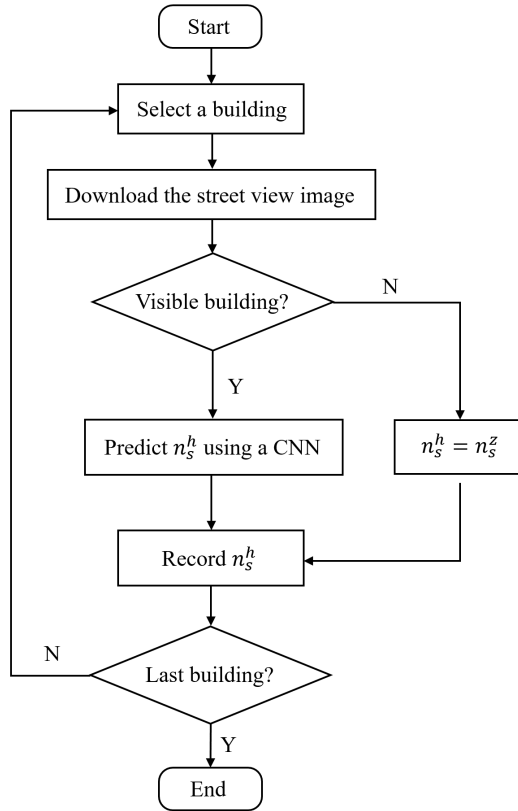 Start
Select a building
Download the street view image
Visible building?
N
Y
Predict $n_s^h$ using a CNN
$n_s^h = n_s^z$
Record $n_s^h$
Last building?
N
Y
End